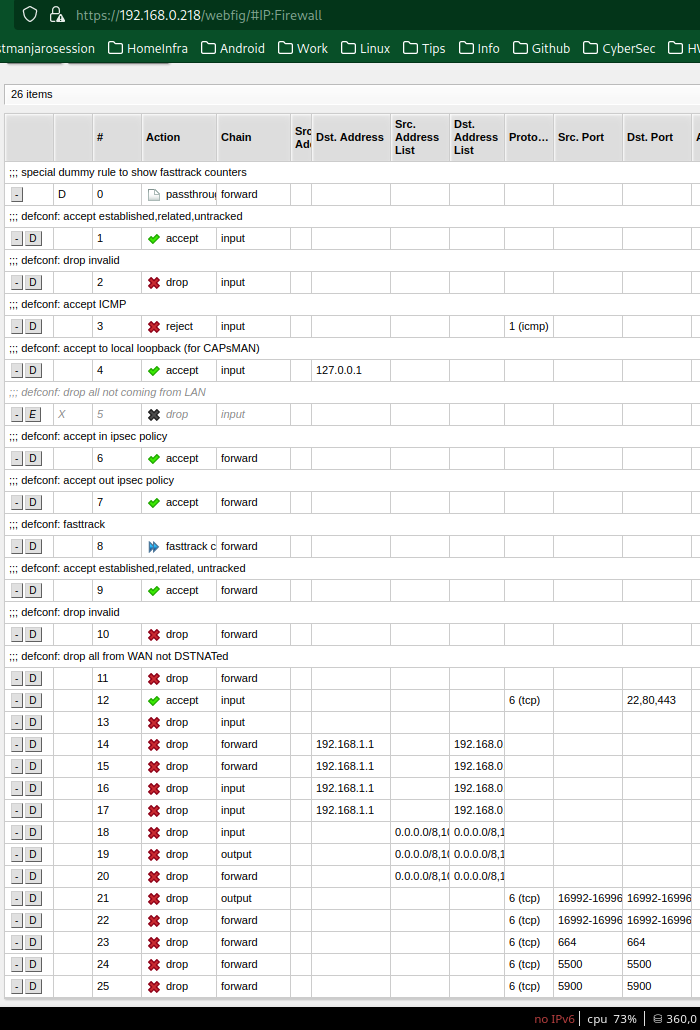 https://192.168.0.218/webfig/#IP:Firewall
stmanjarosession HomeInfra Android Work Linux Tips Info Github CyberSec HW
26 items
# Action Chain Src. Ad Dst. Address Src. Address List Dst. Address List Proto... Src. Port Dst. Port A
;;; special dummy rule to show fasttrack counters
- D 0 passthrou forward
;;; defconf: accept established,related,untracked
- D 1 accept input
;;; defconf: drop invalid
- D 2 drop input
;;; defconf: accept ICMP
- D 3 reject input 1 (icmp)
;;; defconf: accept to local loopback (for CAPsMAN)
- D 4 accept input 127.0.0.1
;;; defconf: drop all not coming from LAN
- E X 5 drop input
;;; defconf: accept in ipsec policy
- D 6 accept forward
;;; defconf: accept out ipsec policy
- D 7 accept forward
;;; defconf: fasttrack
- D 8 fasttrack c forward
;;; defconf: accept established,related, untracked
- D 9 accept forward
;;; defconf: drop invalid
- D 10 drop forward
;;; defconf: drop all from WAN not DSTNATed
- D 11 drop forward
- D 12 accept input 6 (tcp) 22,80,443
- D 13 drop input
- D 14 drop forward 192.168.1.1 192.168.0
- D 15 drop forward 192.168.1.1 192.168.0
- D 16 drop input 192.168.1.1 192.168.0
- D 17 drop input 192.168.1.1 192.168.0
- D 18 drop input 0.0.0.0/8,10 0.0.0.0/8,1
- D 19 drop output 0.0.0.0/8,10 0.0.0.0/8,1
- D 20 drop forward 0.0.0.0/8,10 0.0.0.0/8,1
- D 21 drop output 6 (tcp) 16992-16996 16992-16996
- D 22 drop forward 6 (tcp) 16992-16996 16992-16996
- D 23 drop forward 6 (tcp) 664 664
- D 24 drop forward 6 (tcp) 5500 5500
- D 25 drop forward 6 (tcp) 5900 5900
no IPv6 cpu 73% 360,0